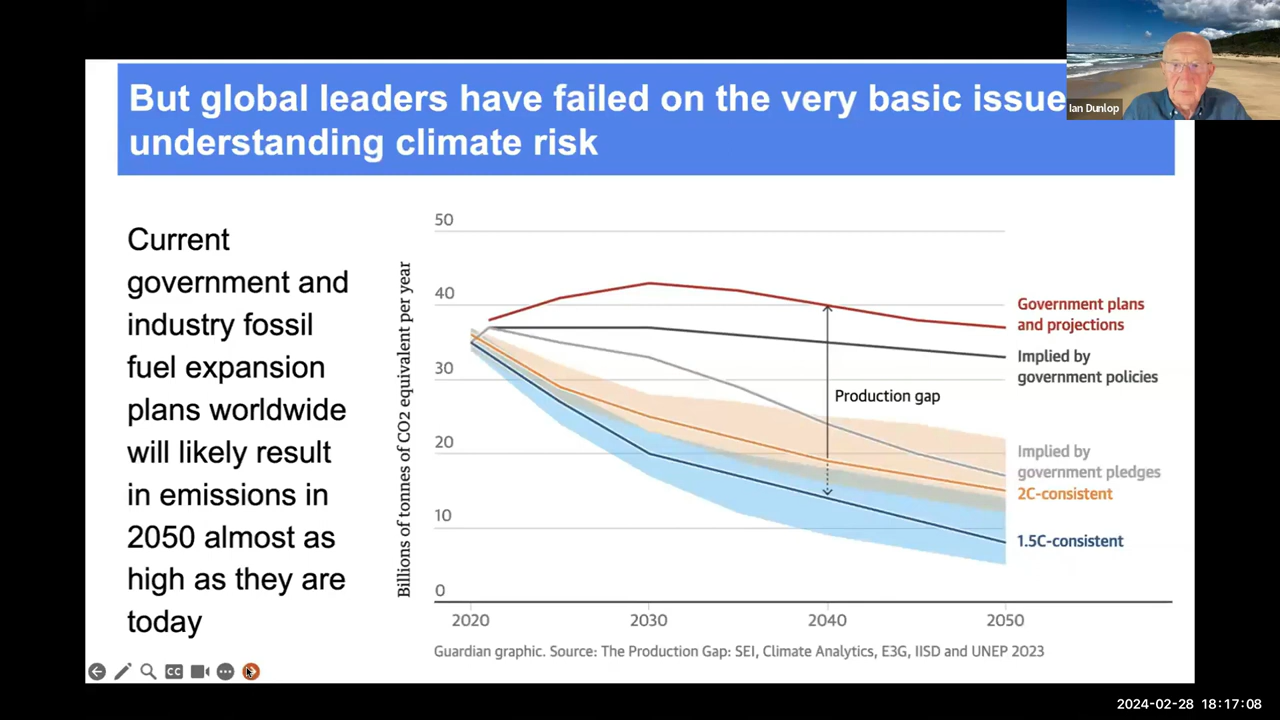 But global leaders have failed on the very basic issue
understanding climate risk
Ian Dunlop
Current
government and
industry fossil
fuel expansion
plans worldwide
will likely result
in emissions in
2050 almost as
high as they are
today
Billions of tonnes of CO2 equivalent per year
50
40
30
20
10
0
2020
2030
2040
2050
Production gap
Government plans
and projections
Implied by
government policies
Implied by
government pledges
2C-consistent
1.5C-consistent
Guardian graphic. Source: The Production Gap: SEI, Climate Analytics, E3G, IISD and UNEP 2023
CC
2024-02-28 18:17:08